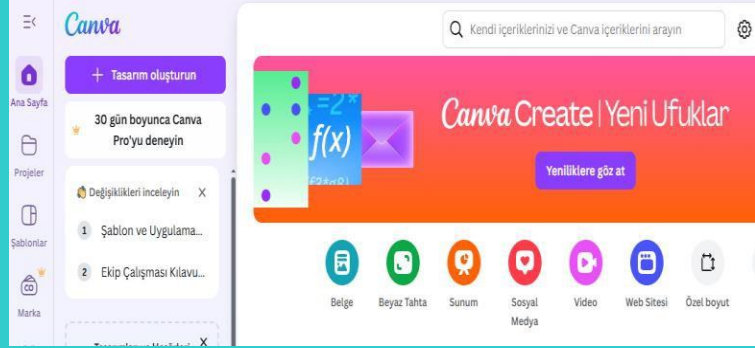 Canva
Kendi içeriklerinizi ve Canva içeriklerini arayın
+ Tasarım oluşturun
Ana Sayfa
30 gün boyunca Canva
Pro'yu deneyin
Projeler
Değişiklikleri inceleyin X
1 Şablon ve Uygulama...
2 Ekip Çalışması Kılavu...
Şablonlar
CO
Marka
X
=2x
f(x)
Canva Create | Yeni Ufuklar
Yeniliklere göz at
Belge
Beyaz Tahta
Sunum
Sosyal
Medya
Video
Web Sitesi
Özel boyut